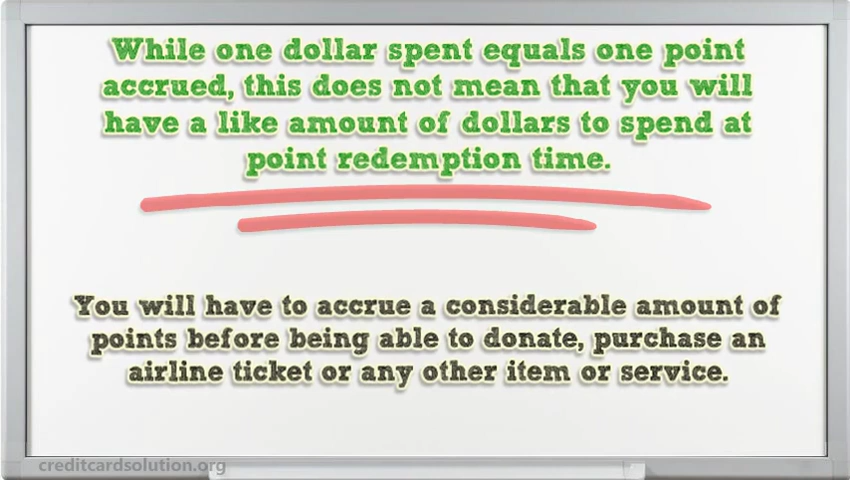 While one dollar spent equals one point
accrued, this does not mean that you will
have a like amount of dollars to spend at
point redemption time.
You will have to accrue a considerable amount of
points before being able to donate, purchase an
airline ticket or any other item or service.
creditcardsolution.org